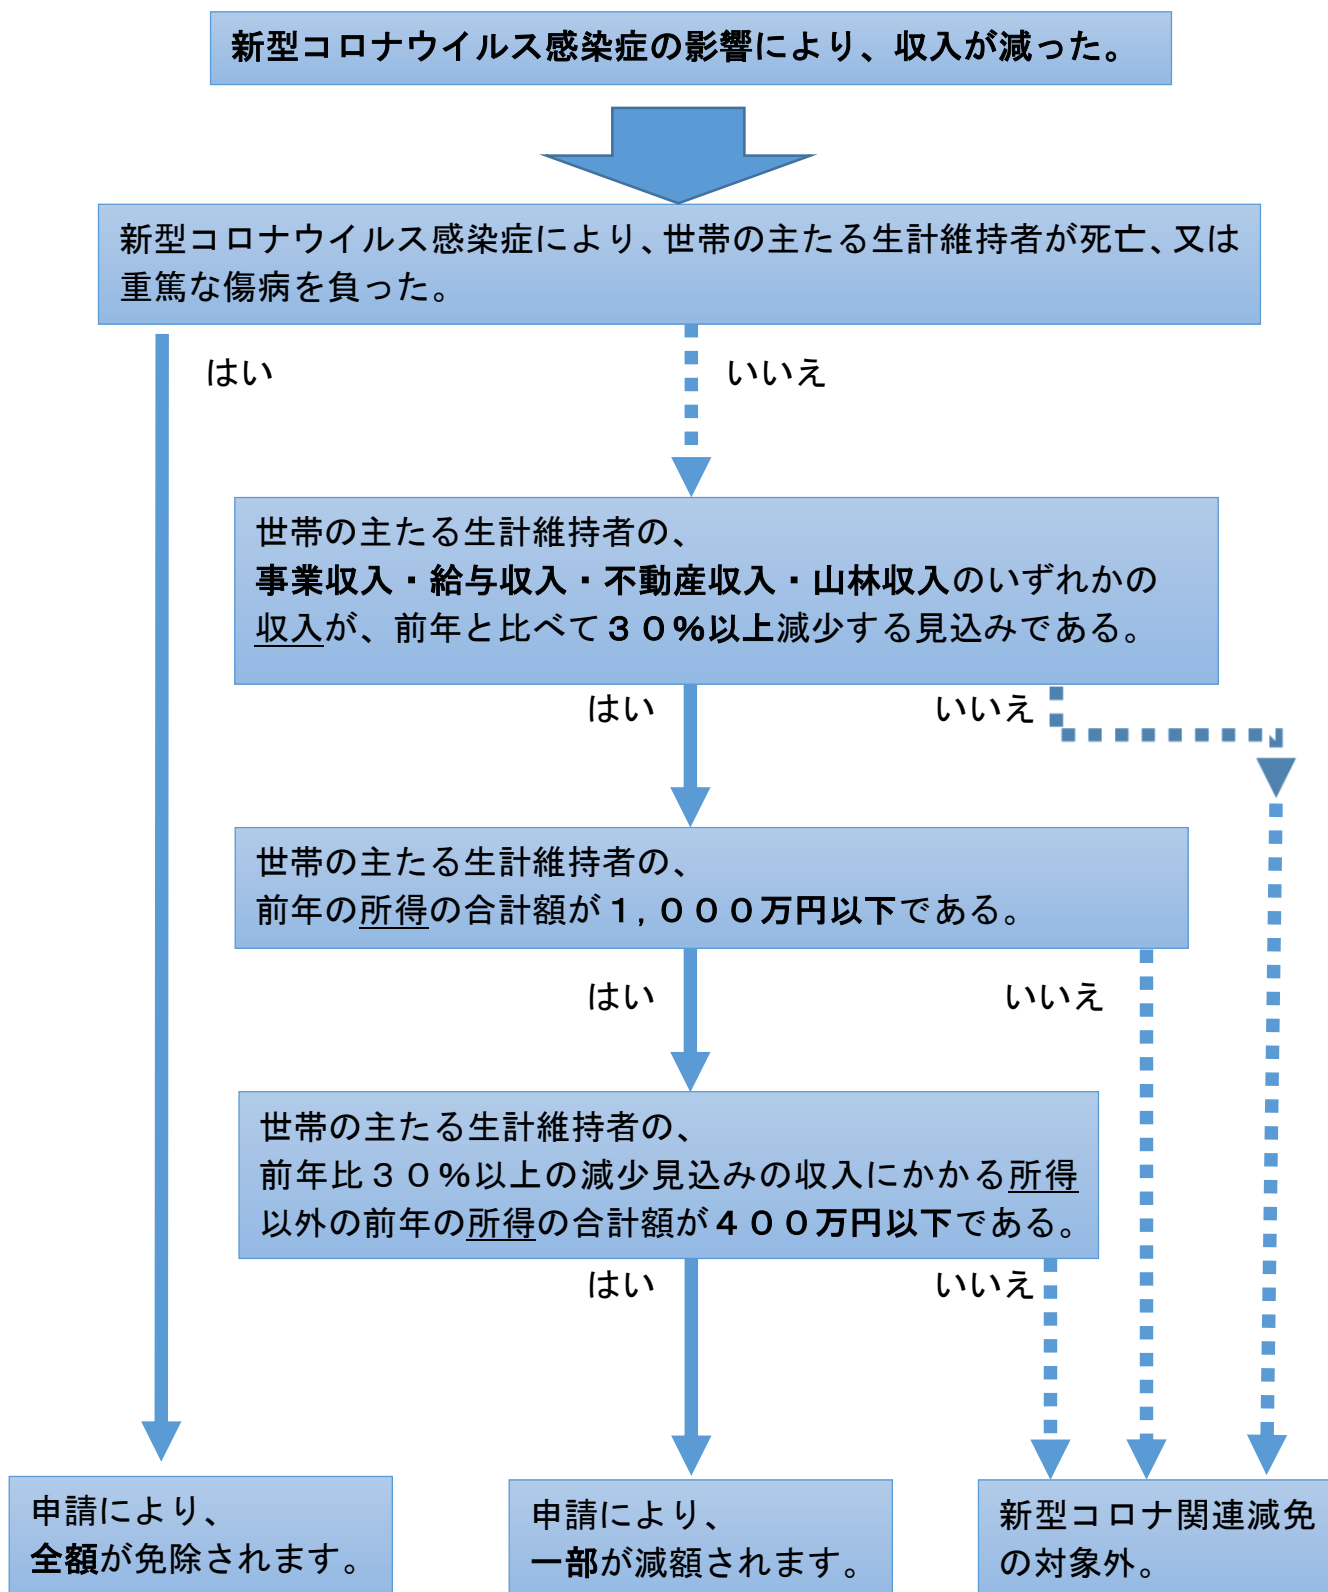 新型コロナウイルス感染症の影響により、収入が減った。
新型コロナウイルス感染症により、世帯の主たる生計維持者が死亡、又は
重篤な傷病を負った。
はい
いいえ
世帯の主たる生計維持者の、
事業収入・給与収入・不動産収入・山林収入のいずれかの
収入が、前年と比べて３０%以上減少する見込みである。
はい
いいえ
世帯の主たる生計維持者の、
前年の所得の合計額が１,０００万円以下である。
はい
いいえ
世帯の主たる生計維持者の、
前年比３０%以上の減少見込みの収入にかかる所得
以外の前年の所得の合計額が４００万円以下である。
はい
いいえ
申請により、
全額が免除されます。
申請により、
一部が減額されます。
新型コロナ関連減免
の対象外。